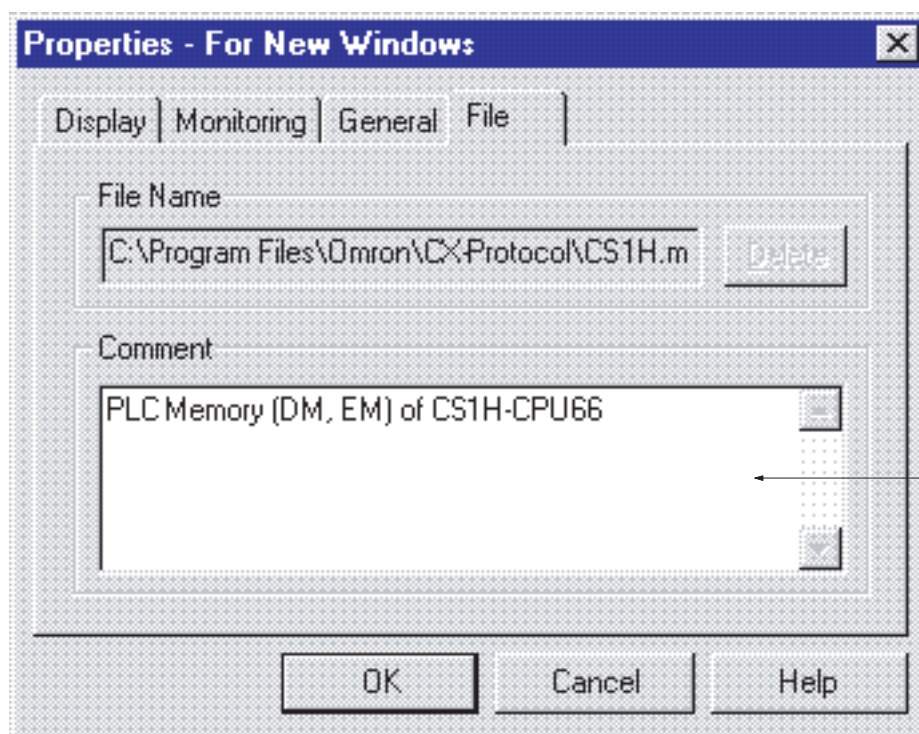 Properties - For New Windows
Display Monitoring General File
File Name
C:\Program Files\Omron\CX-Protocol\CS1H.m Delete
Comment
PLC Memory (DM, EM) of CS1H-CPU66
OK Cancel Help